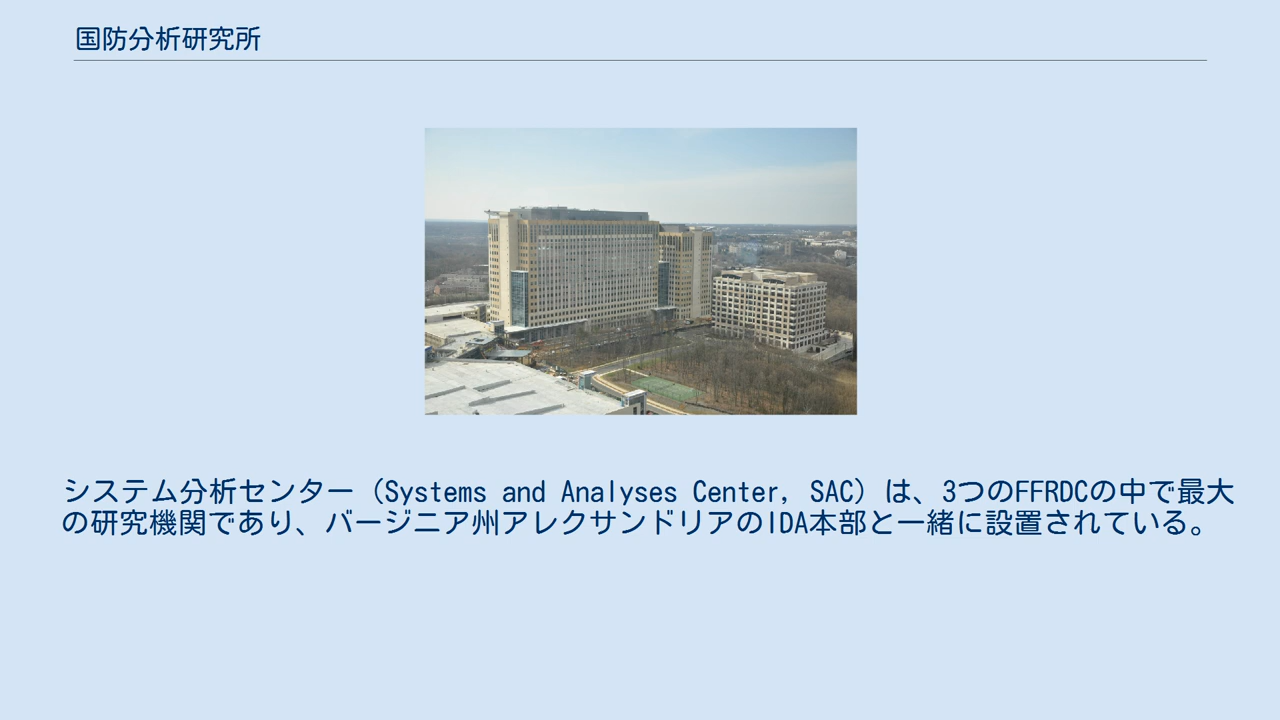 国防分析研究所
システム分析センター（Systems and Analyses Center, SAC）は、3つのFFRDCの中で最大
の研究機関であり、バージニア州アレクサンドリアのIDA本部と一緒に設置されている。